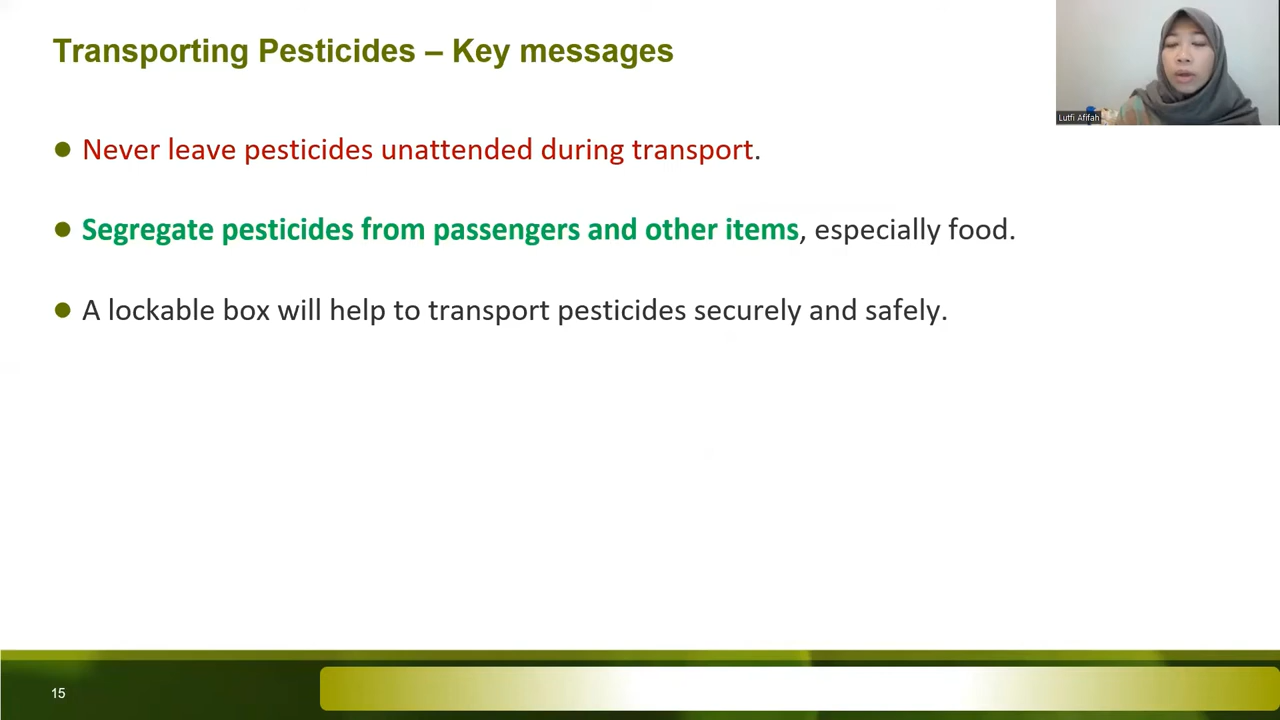 Transporting Pesticides – Key messages
Lutfi Afifah
Never leave pesticides unattended during transport.
Segregate pesticides from passengers and other items, especially food.
A lockable box will help to transport pesticides securely and safely.
15